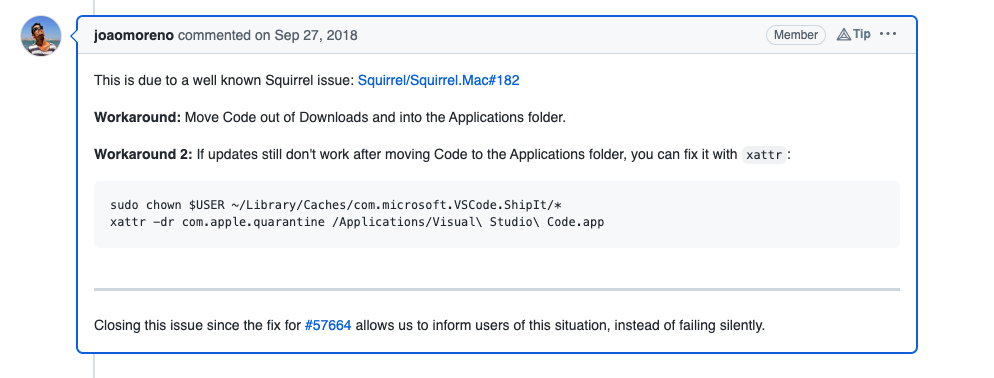 joaomoreno commented on Sep 27, 2018 Member Tip ...
This is due to a well known Squirrel issue: Squirrel/Squirrel.Mac#182
Workaround: Move Code out of Downloads and into the Applications folder.
Workaround 2: If updates still don't work after moving Code to the Applications folder, you can fix it with xattr :
sudo chown $USER ~/Library/Caches/com.microsoft.VSCode.ShipIt/*
xattr -dr com.apple.quarantine /Applications/Visual\ Studio\ Code.app
Closing this issue since the fix for #57664 allows us to inform users of this situation, instead of failing silently.